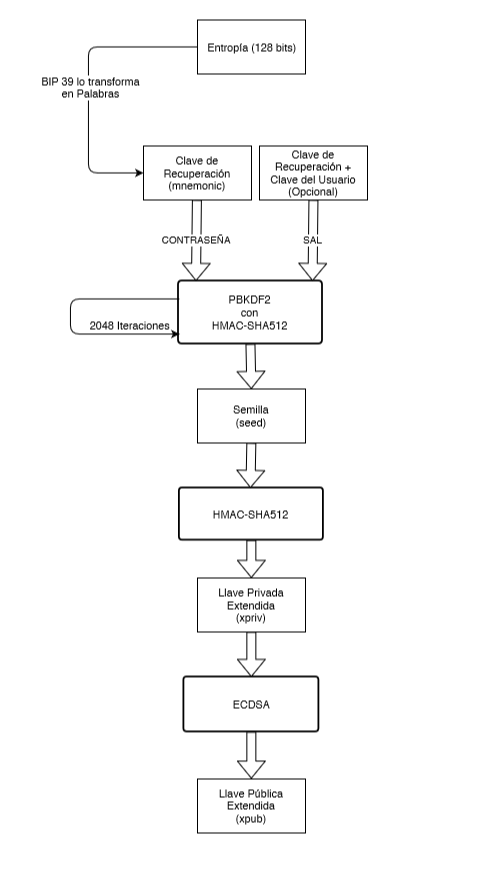 Entropía (128 bits)
BIP 39 lo transforma
en Palabras
Clave de
Recuperación
(mnemonic)
Clave de
Recuperación +
Clave del Usuario
(Opcional)
CONTRASEÑA
SAL
PBKDF2
con
HMAC-SHA512
2048 Iteraciones
Semilla
(seed)
HMAC-SHA512
Llave Privada
Extendida
(xpriv)
ECDSA
Llave Pública
Extendida
(xpub)